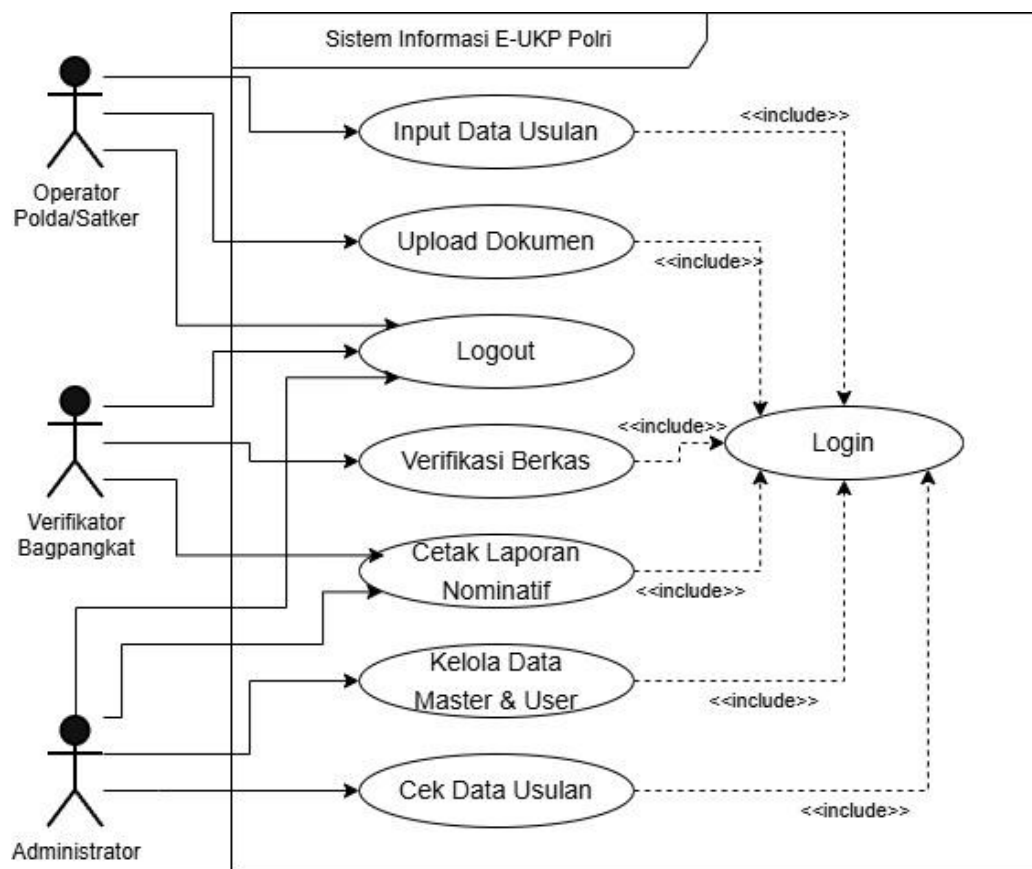 Sistem Informasi E-UKP Polri
Operator
Polda/Satker
Input Data Usulan
<<include>>
Upload Dokumen
<<include>>
Logout
Verifikator
Bagpangkat
Verifikasi Berkas
<<include>>
Login
Cetak Laporan
Nominatif
<<include>>
Kelola Data
Master & User
<<include>>
Administrator
Cek Data Usulan
<<include>>